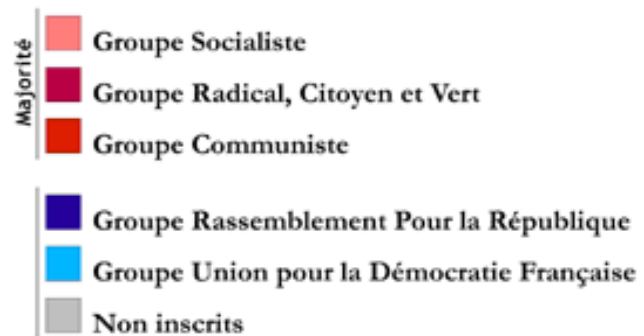 Majorité
Groupe Socialiste
Groupe Radical, Citoyen et Vert
Groupe Communiste
Groupe Rassemblement Pour la République
Groupe Union pour la Démocratie Française
Non inscrits